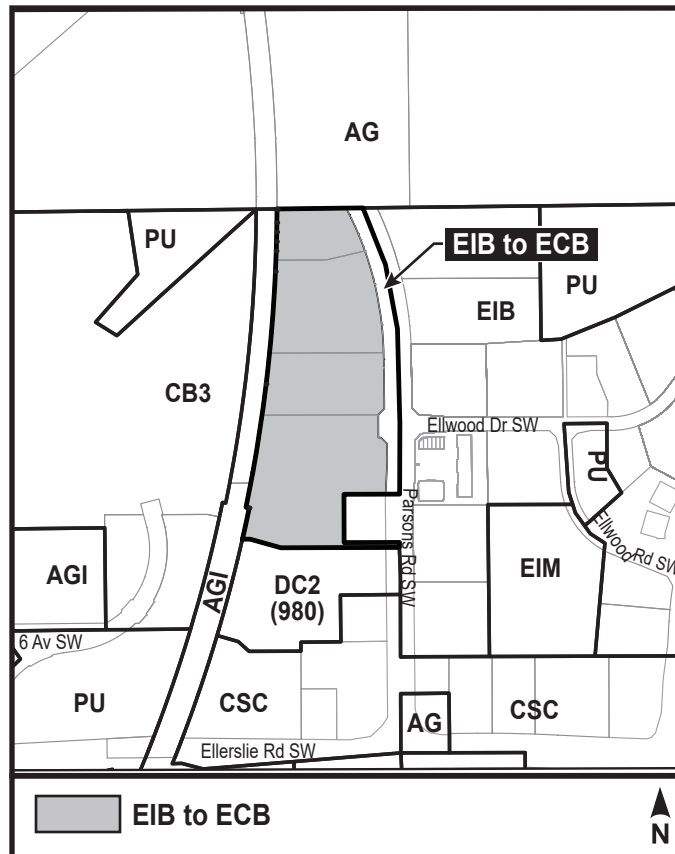 AG
PU
EIB to ECB
PU
EIB
CB3
Ellwood Dr SW
PU
Parsons Rd SW
Ellwood Rd SW
AGI
AGI
DC2
(980)
EIM
6 Av SW
PU
CSC
AG
CSC
Ellerslie Rd SW
EIB to ECB
N